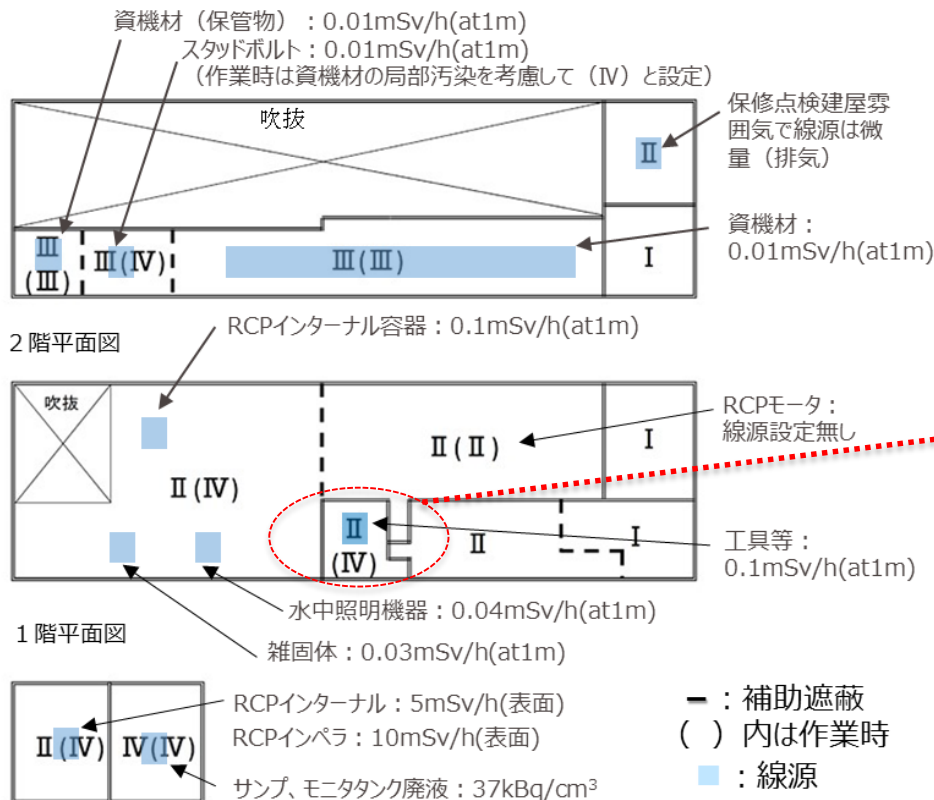 資機材（保管物）：0.01mSv/h(at1m)
スタッドボルト：0.01mSv/h(at1m)
（作業時は資機材の局部汚染を考慮して（Ⅳ）と設定）
吹抜
保修点検建屋雰
囲気で線源は微
量（排気）
Ⅱ
資機材：
0.01mSv/h(at1m)
Ⅲ
(Ⅲ)
Ⅲ(Ⅳ)
Ⅲ(Ⅲ)
Ⅰ
２階平面図
RCPインターナル容器：0.1mSv/h(at1m)
吹抜
Ⅱ(Ⅳ)
Ⅱ(Ⅱ)
Ⅰ
RCPモータ：
線源設定無し
Ⅱ
(Ⅳ)
Ⅱ
Ⅰ
工具等：
0.1mSv/h(at1m)
水中照明機器：0.04mSv/h(at1m)
１階平面図
雑固体：0.03mSv/h(at1m)
Ⅱ(Ⅳ)
Ⅳ(Ⅳ)
RCPインターナル：5mSv/h(表面)
RCPインペラ：10mSv/h(表面)
サンプ、モニタタンク廃液：37kBq/cm³
：補助遮蔽
（ ）内は作業時
：線源